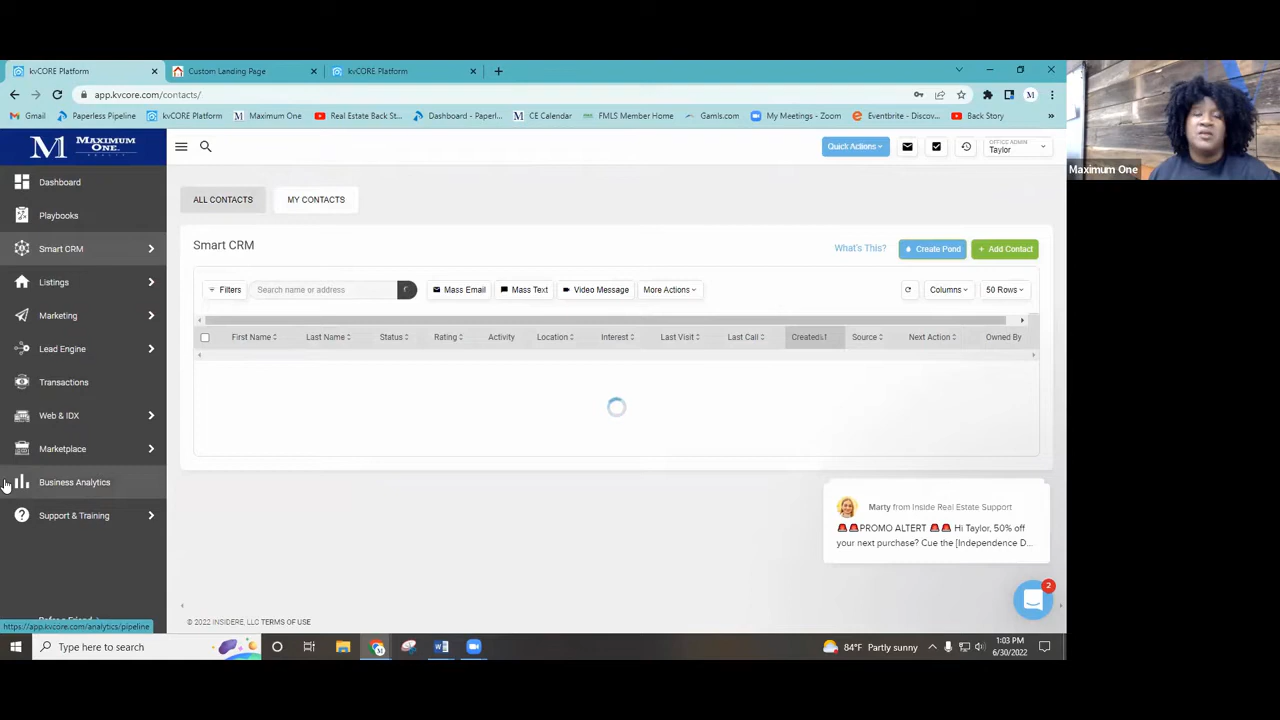 kvCORE Platform
Custom Landing Page
kvCORE Platform
app.kvcore.com/contacts/
M
Gmail
Paperless Pipeline
kvCORE Platform
Maximum One
Real Estate Back St...
Dashboard - Paperl...
CE Calendar
FMLS Member Home
Gamis.com
My Meetings - Zoom
Eventbrite - Discov...
Back Story
M MAXIMUM ONE REALTY
Quick Actions
OFFICE ADMIN
Taylor
Maximum One
Dashboard
Playbooks
Smart CRM
Listings
Marketing
Lead Engine
Transactions
Web & IDX
Marketplace
Business Analytics
Support & Training
https://app.kvcore.com/analytics/pipeline
ALL CONTACTS
MY CONTACTS
Smart CRM
What's This?
Create Pond
+ Add Contact
Filters
Search name or address
Mass Email
Mass Text
Video Message
More Actions
Columns
50 Rows
First Name
Last Name
Status
Rating
Activity
Location
Interest
Last Visit
Last Call
Created
Source
Next Action
Owned By
Marty from Inside Real Estate Support
🚨🚨PROMO ALTERT 🚨🚨 Hi Taylor, 50% off
your next purchase? Cue the [Independence D...
2
© 2022 INSIDERE, LLC TERMS OF USE
Type here to search
84°F Partly sunny
1:03 PM
6/30/2022